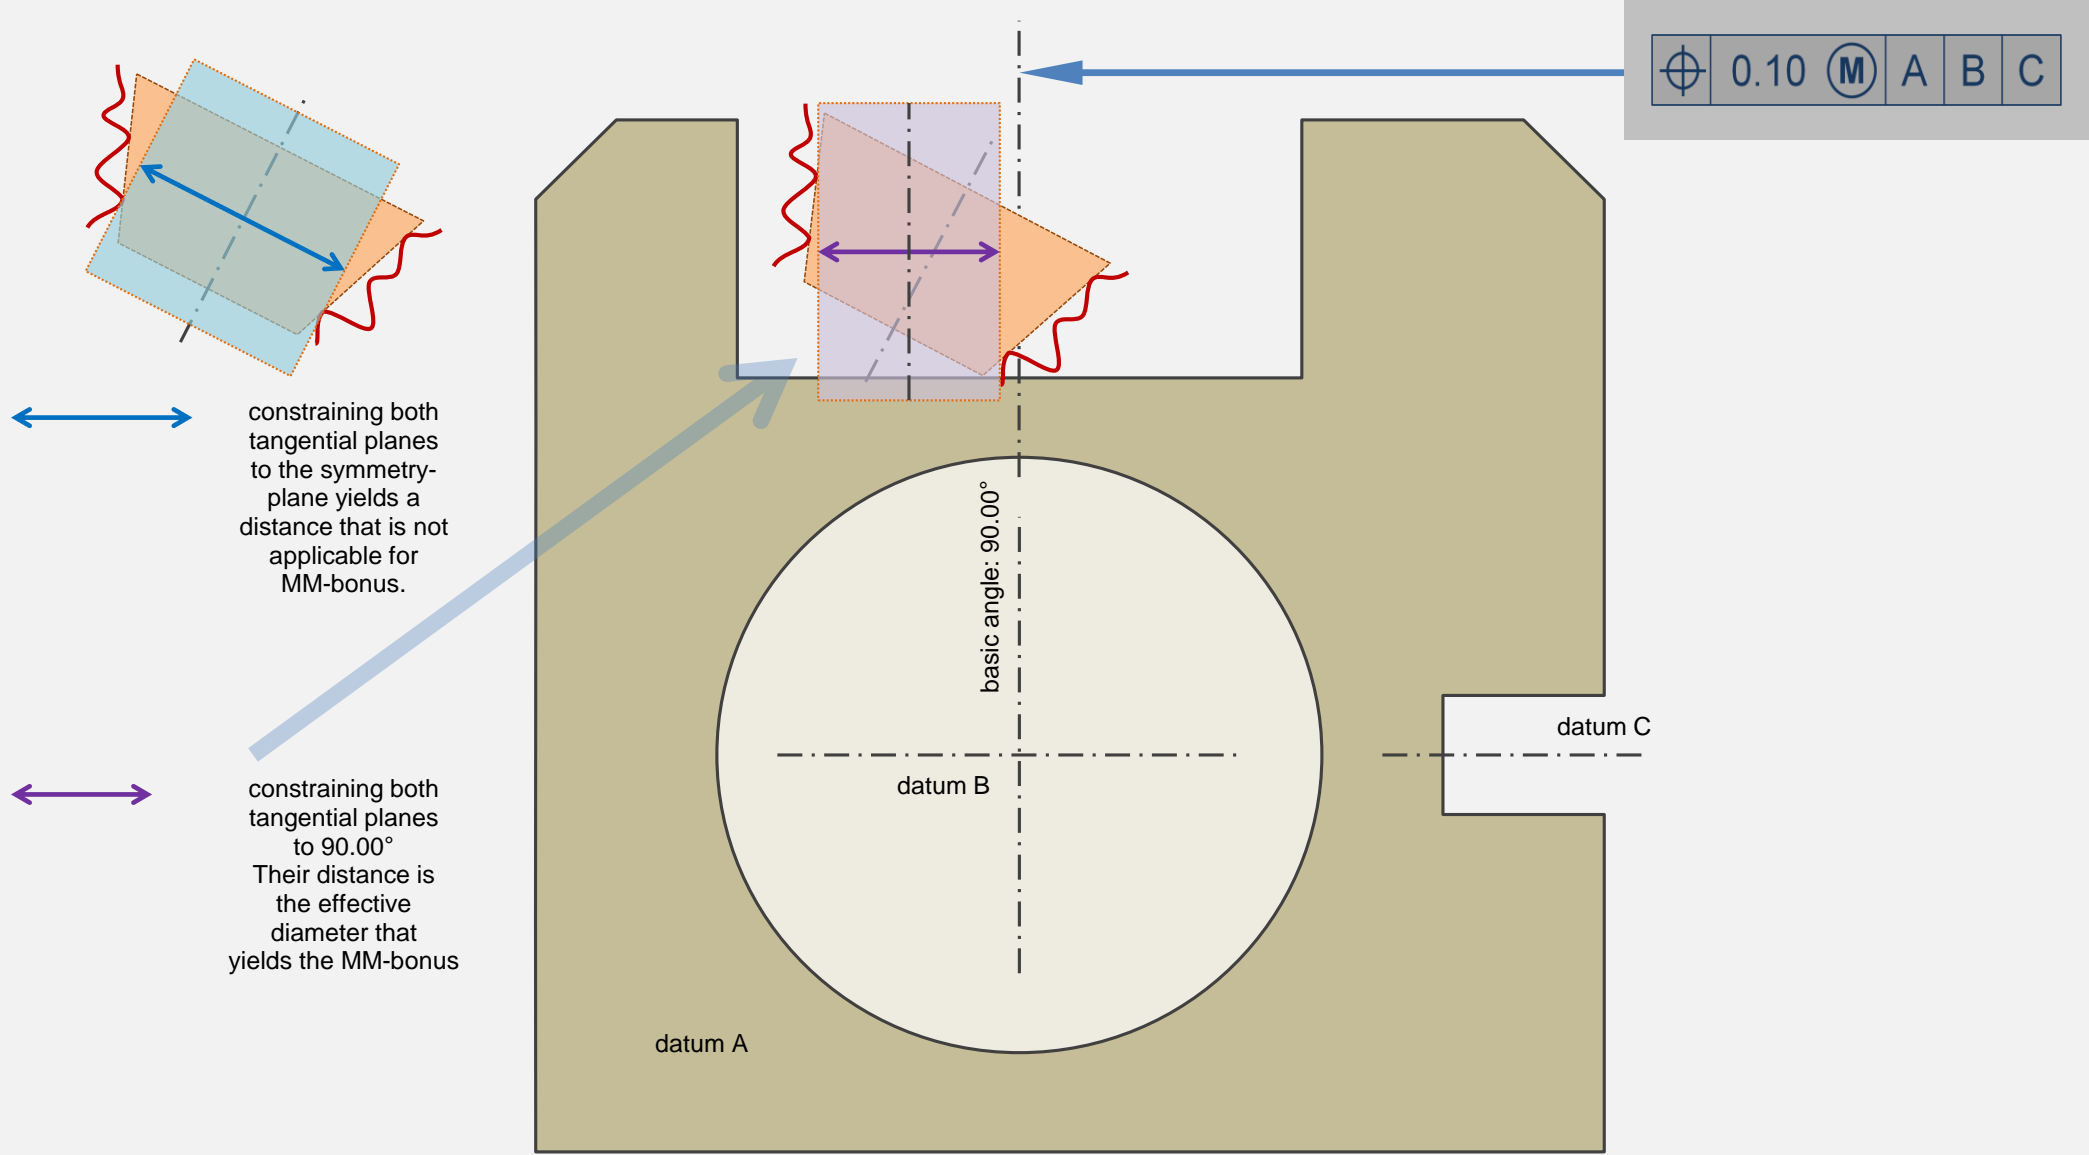 ⌖ 0.10 Ⓜ A B C
constraining both
tangential planes
to the symmetry-
plane yields a
distance that is not
applicable for
MM-bonus.
basic angle: 90.00°
datum C
datum B
constraining both
tangential planes
to 90.00°
Their distance is
the effective
diameter that
yields the MM-bonus
datum A